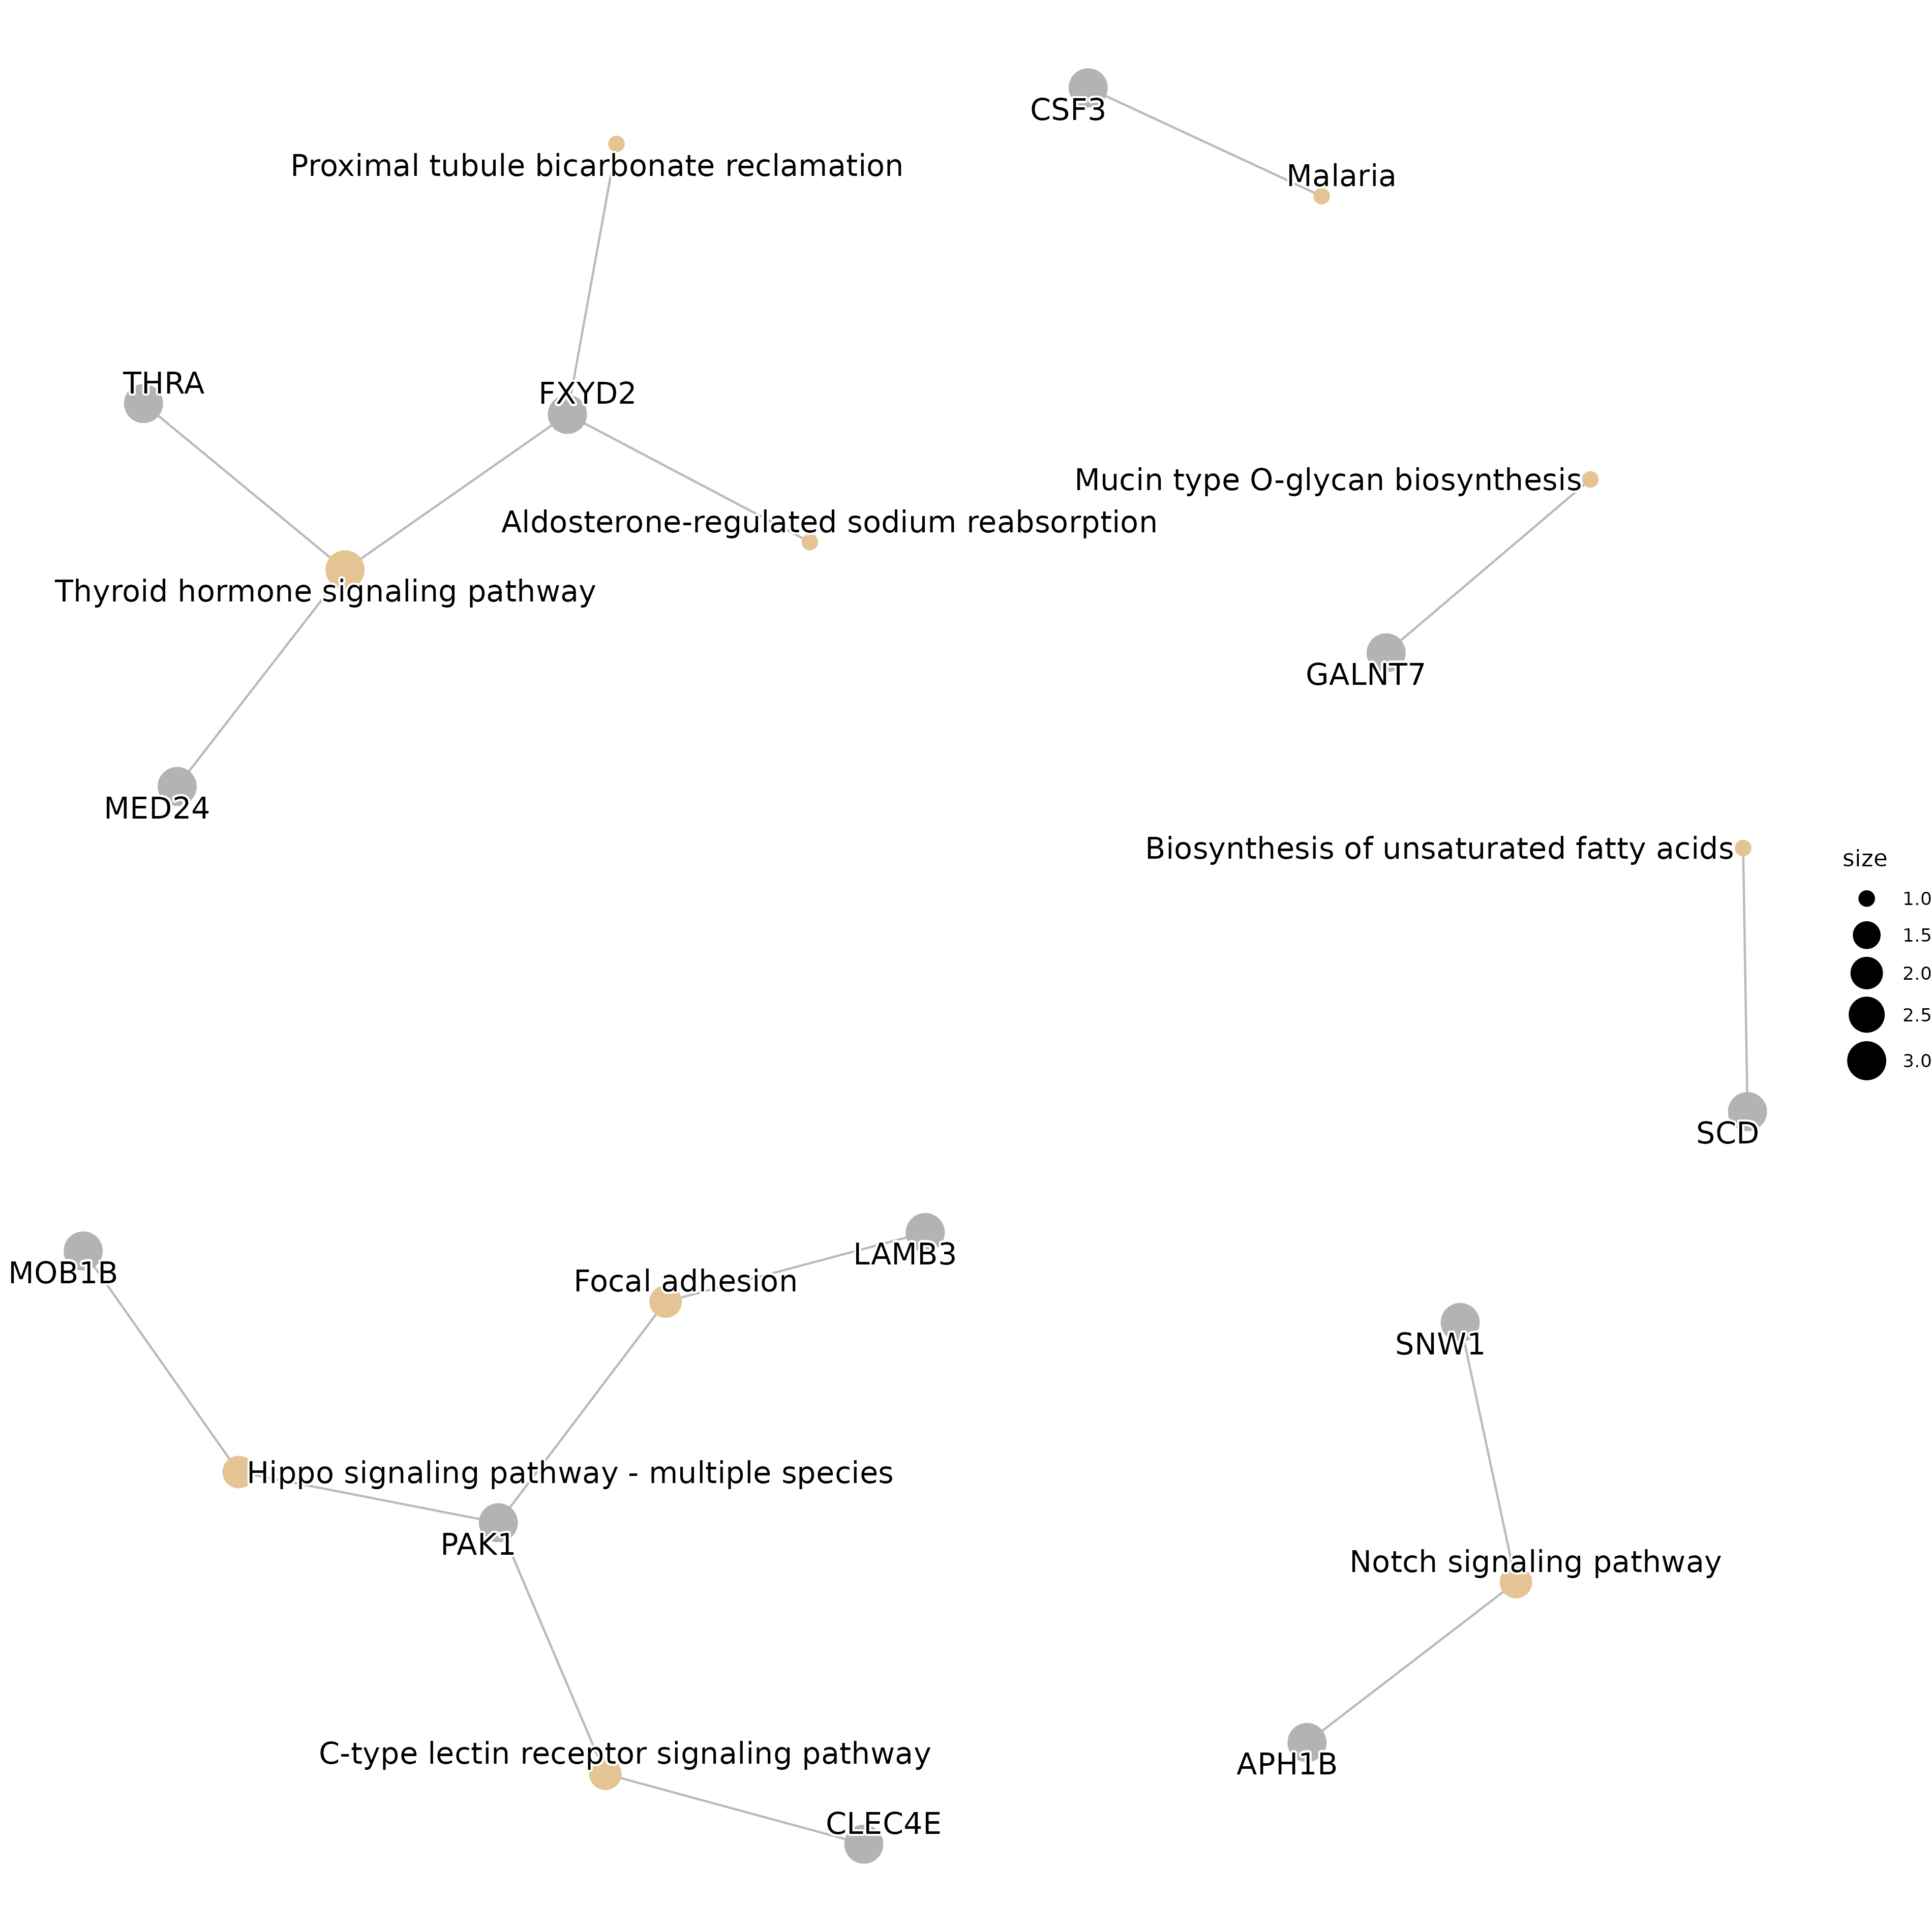 CSF3
Proximal tubule bicarbonate reclamation
Malaria
THRA
FXYD2
Mucin type O-glycan biosynthesis
Aldosterone-regulated sodium reabsorption
Thyroid hormone signaling pathway
GALNT7
MED24
Biosynthesis of unsaturated fatty acids
size
1.0
1.5
2.0
2.5
3.0
SCD
LAMB3
MOB1B
Focal adhesion
SNW1
Hippo signaling pathway - multiple species
PAK1
Notch signaling pathway
C-type lectin receptor signaling pathway
APH1B
CLEC4E